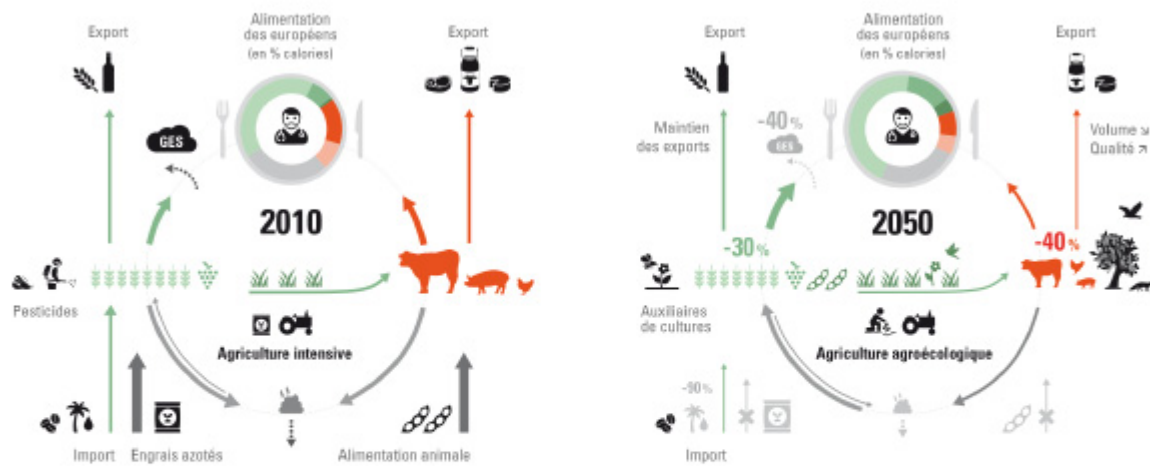 Export
Alimentation
des européens
(en % calories)
Export
GES
2010
Pesticides
Agriculture intensive
Import
Engrais azotés
Alimentation animale
Export
Alimentation
des européens
(en % calories)
Export
Maintien
des exports
-40%
GES
Volume ↘
Qualité ↗
2050
-30%
-40%
Auxiliaires
de cultures
Agriculture agroécologique
-90%
Import